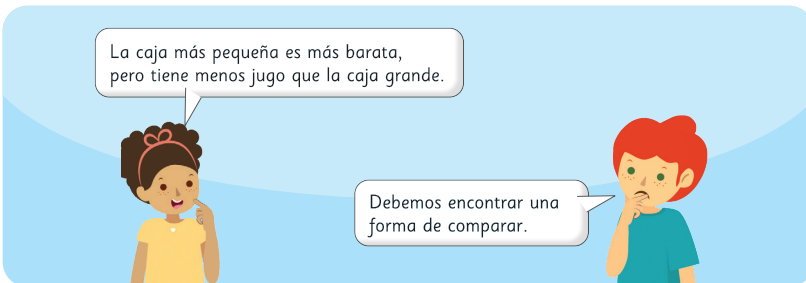 La caja más pequeña es más barata,
pero tiene menos jugo que la caja grande.
Debemos encontrar una
forma de comparar.